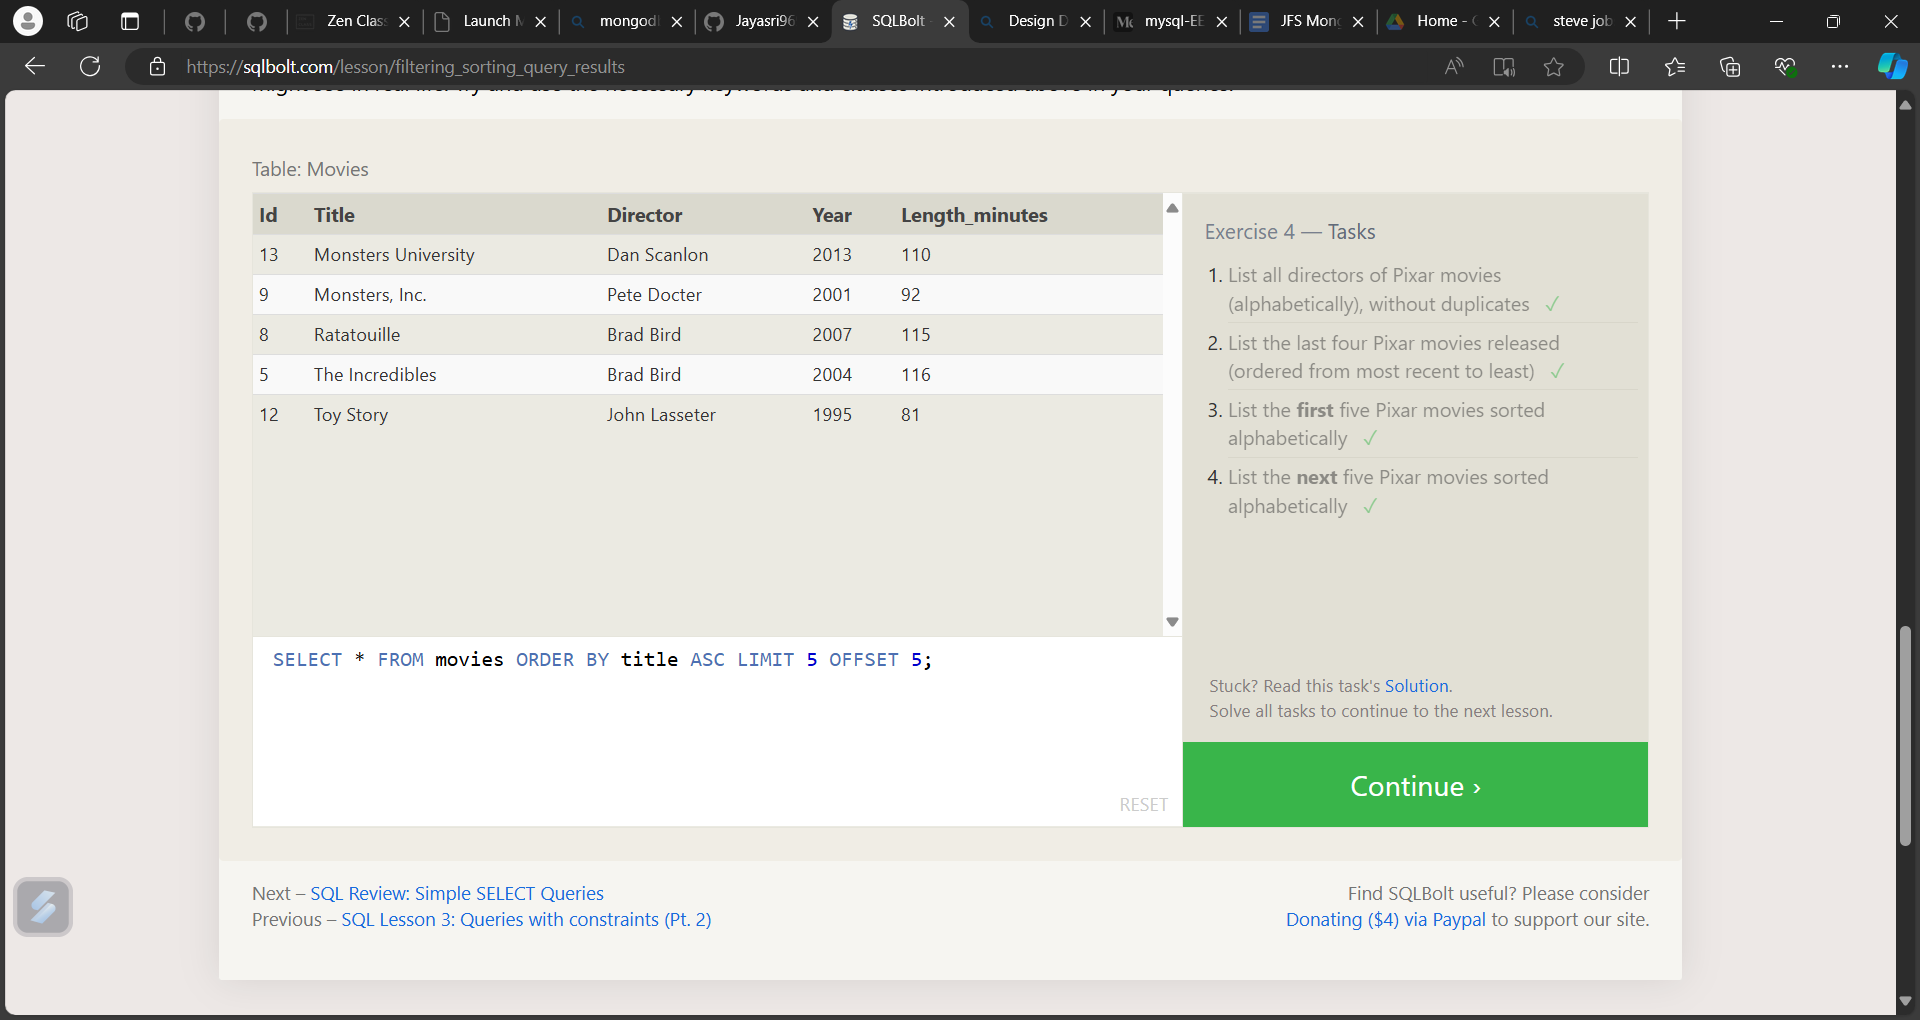 Zen Clas
Launch M
mongodl
Jayasri96
SQLBolt -
Design D
mysql-EE
JFS Mong
Home - G
steve job
https://sqlbolt.com/lesson/filtering_sorting_query_results
Table: Movies
Id Title Director Year Length_minutes
13 Monsters University Dan Scanlon 2013 110
9 Monsters, Inc. Pete Docter 2001 92
8 Ratatouille Brad Bird 2007 115
5 The Incredibles Brad Bird 2004 116
12 Toy Story John Lasseter 1995 81
SELECT * FROM movies ORDER BY title ASC LIMIT 5 OFFSET 5;
RESET
Exercise 4 — Tasks
1. List all directors of Pixar movies
(alphabetically), without duplicates ✓
2. List the last four Pixar movies released
(ordered from most recent to least) ✓
3. List the first five Pixar movies sorted
alphabetically ✓
4. List the next five Pixar movies sorted
alphabetically ✓
Stuck? Read this task's Solution.
Solve all tasks to continue to the next lesson.
Continue ›
Next – SQL Review: Simple SELECT Queries
Previous – SQL Lesson 3: Queries with constraints (Pt. 2)
Find SQLBolt useful? Please consider
Donating ($4) via Paypal to support our site.